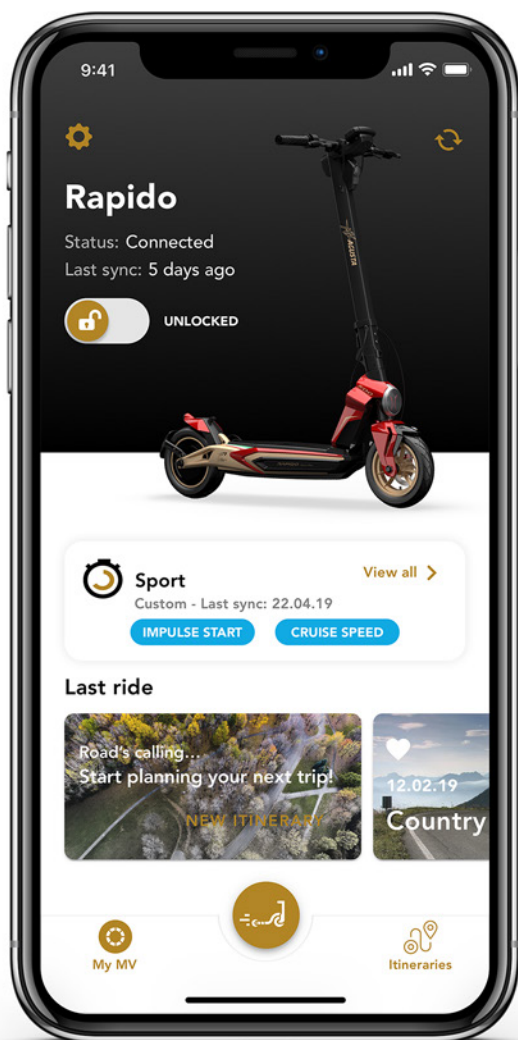 9:41
Rapido
Status: Connected
Last sync: 5 days ago
UNLOCKED
AGUSTA
RAPIDO
Sport
View all
Custom - Last sync: 22.04.19
IMPULSE START
CRUISE SPEED
Last ride
Road's calling...
Start planning your next trip!
NEW ITINERARY
12.02.19
Country
My MV
Itineraries